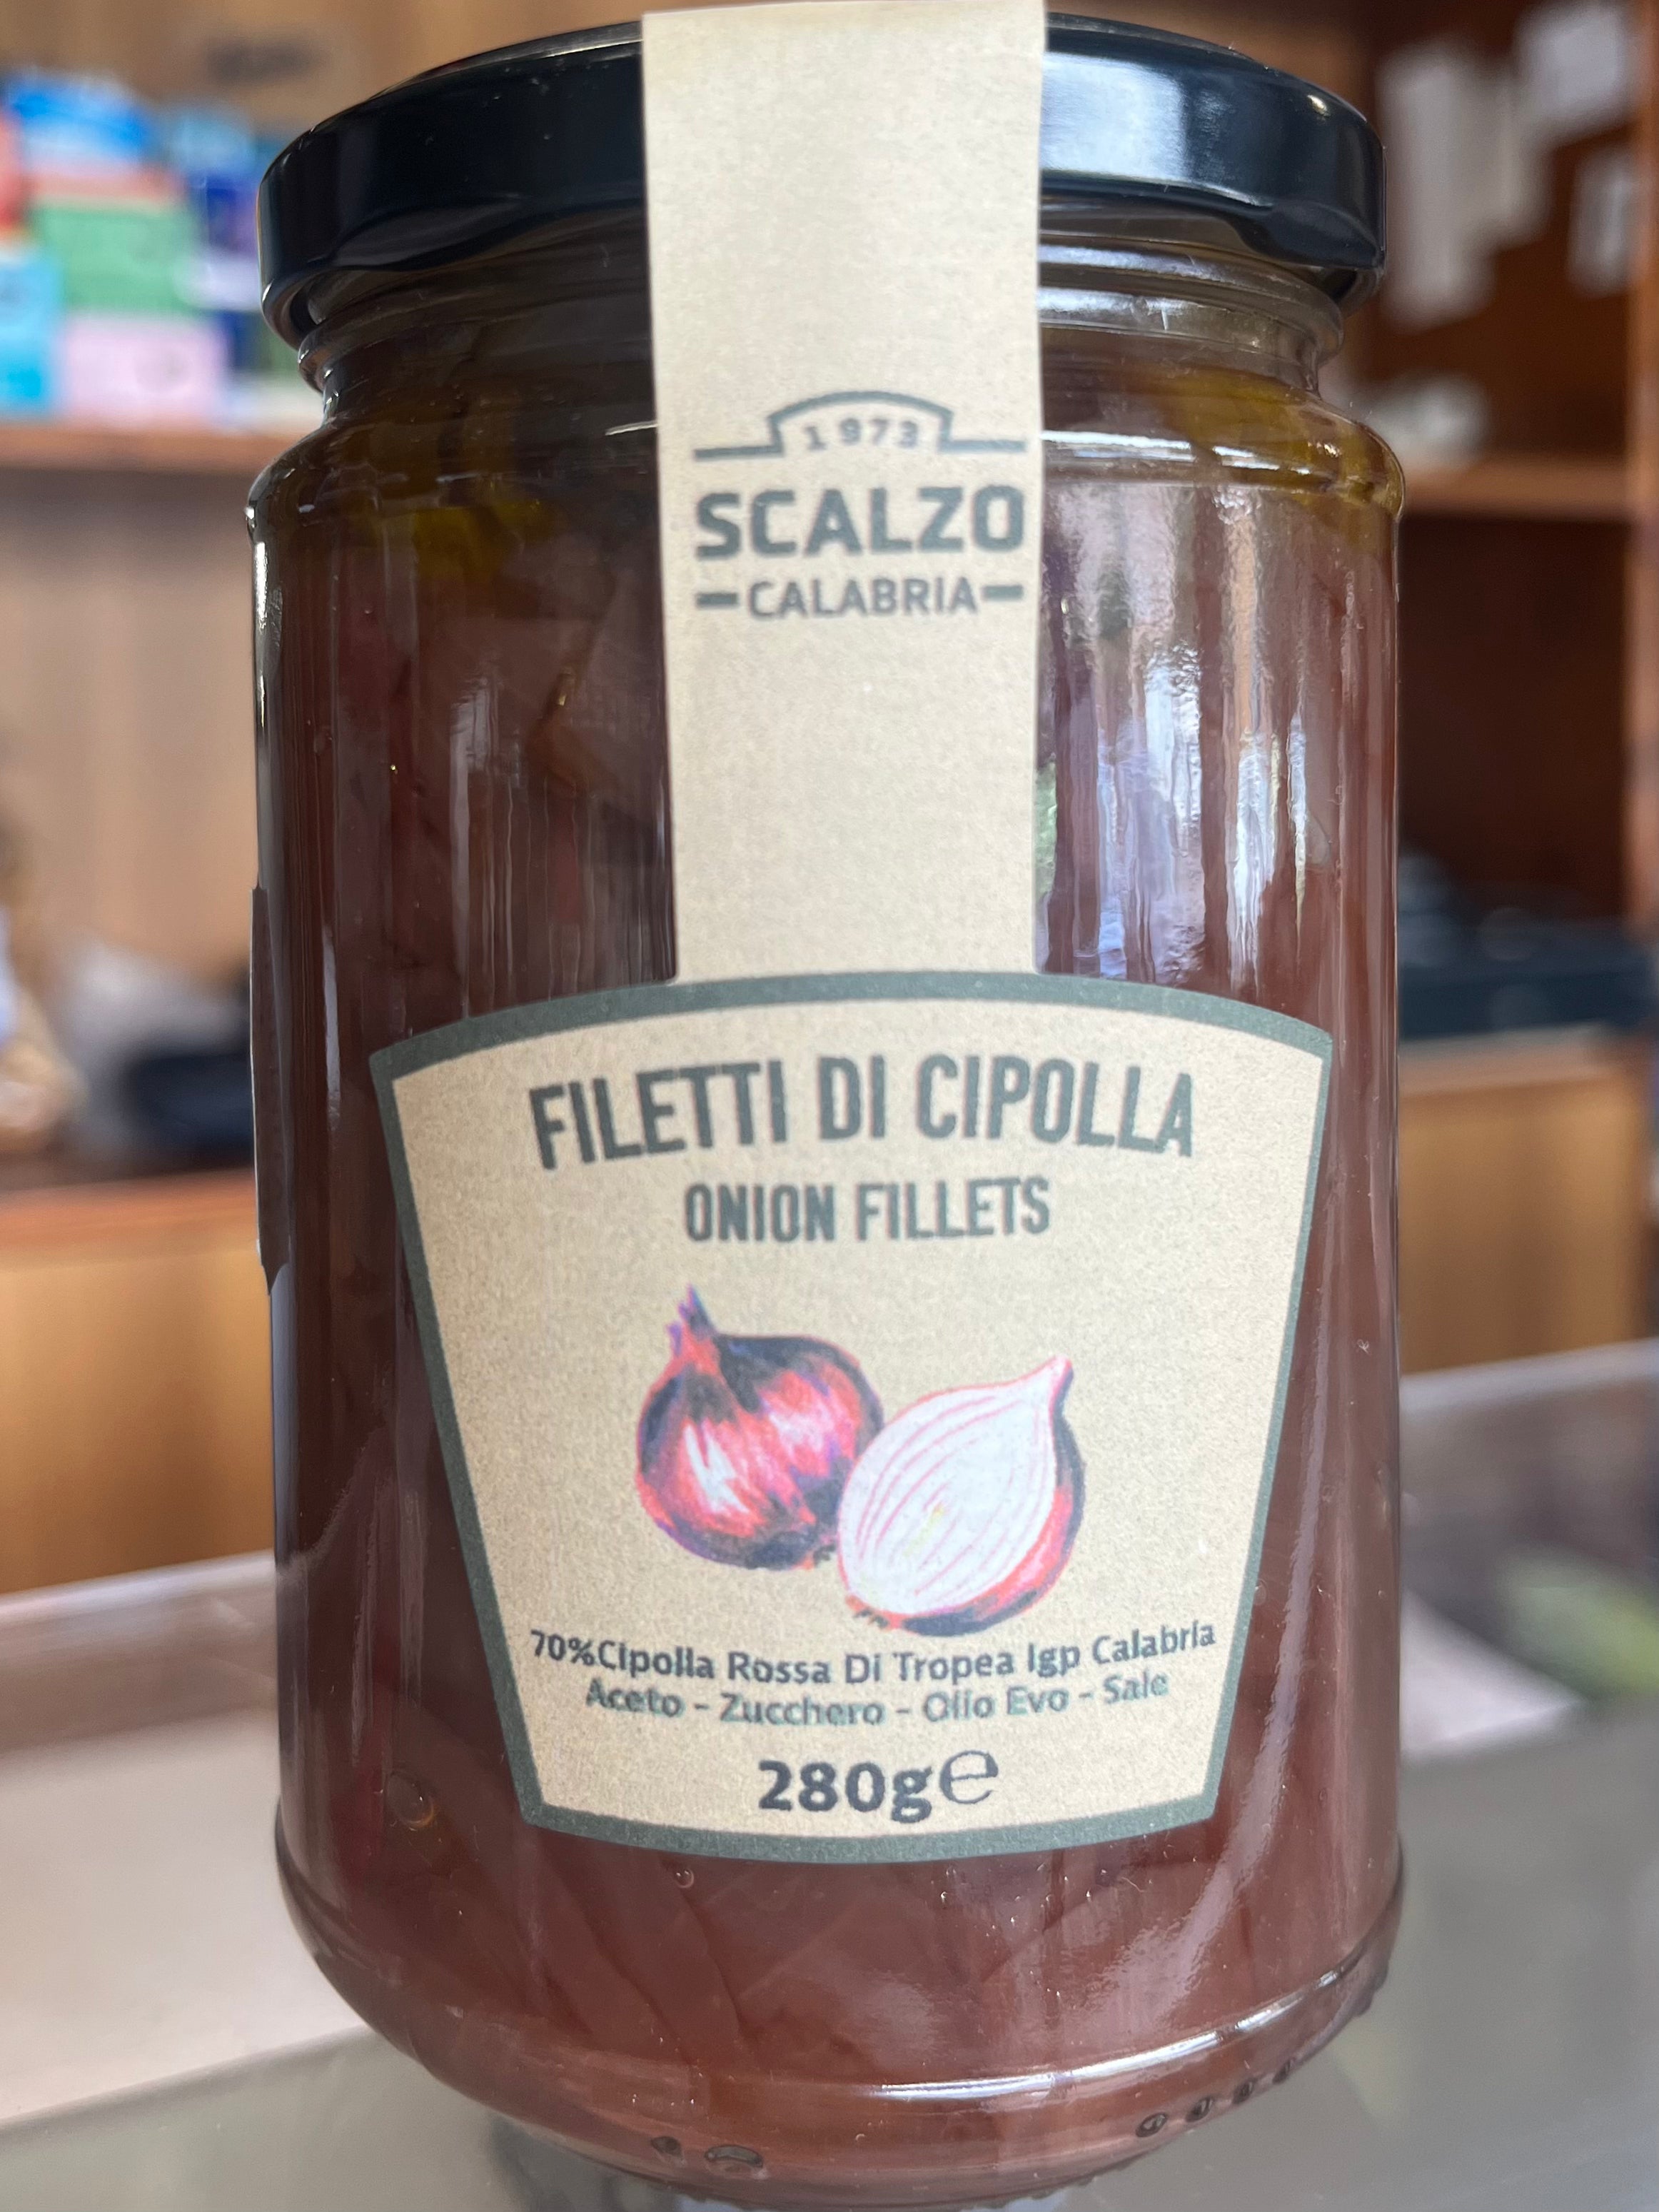 1973
SCALZO
CALABRIA
FILETTI DI CIPOLLA
ONION FILLETS
70%Cipolla Rossa Di Tropea Igp Calabria
Aceto - Zucchero - Olio Evo - Sale
280g℮